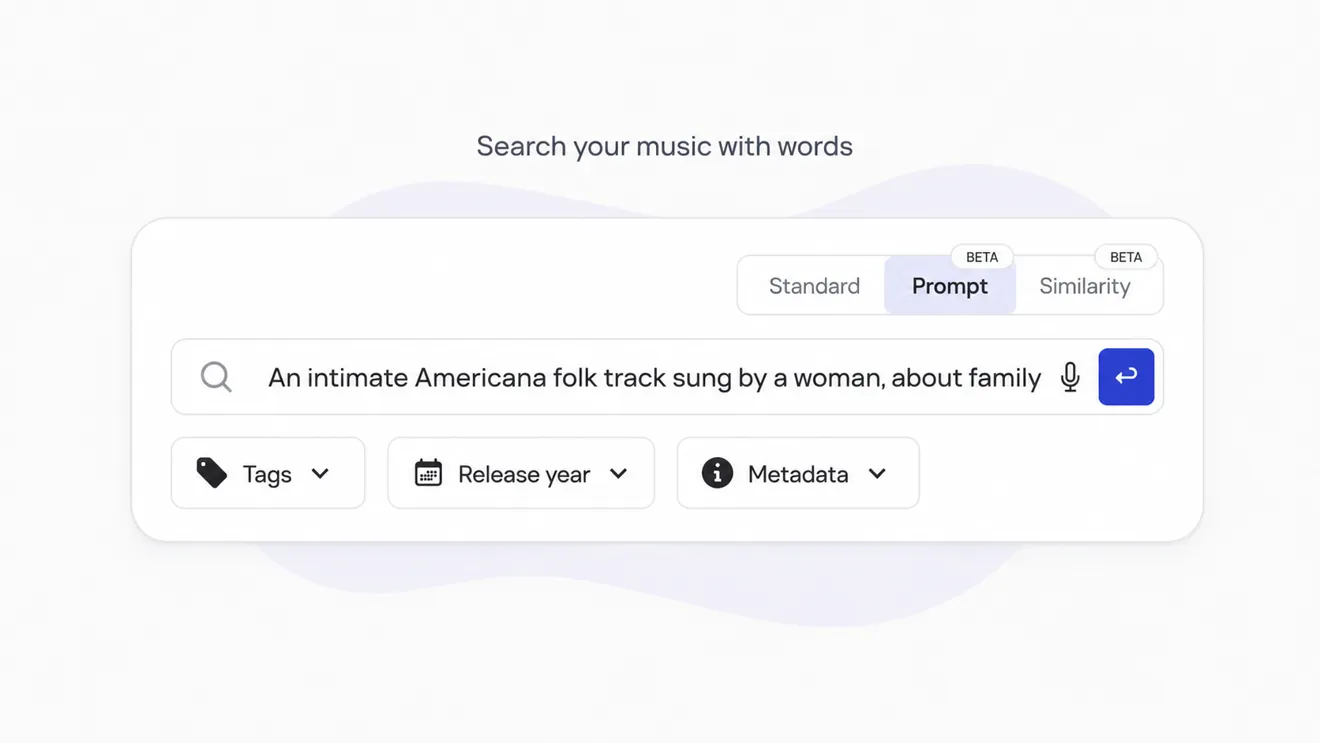 Search your music with words
BETA
BETA
Standard
Prompt
Similarity
An intimate Americana folk track sung by a woman, about family
Tags
Release year
Metadata